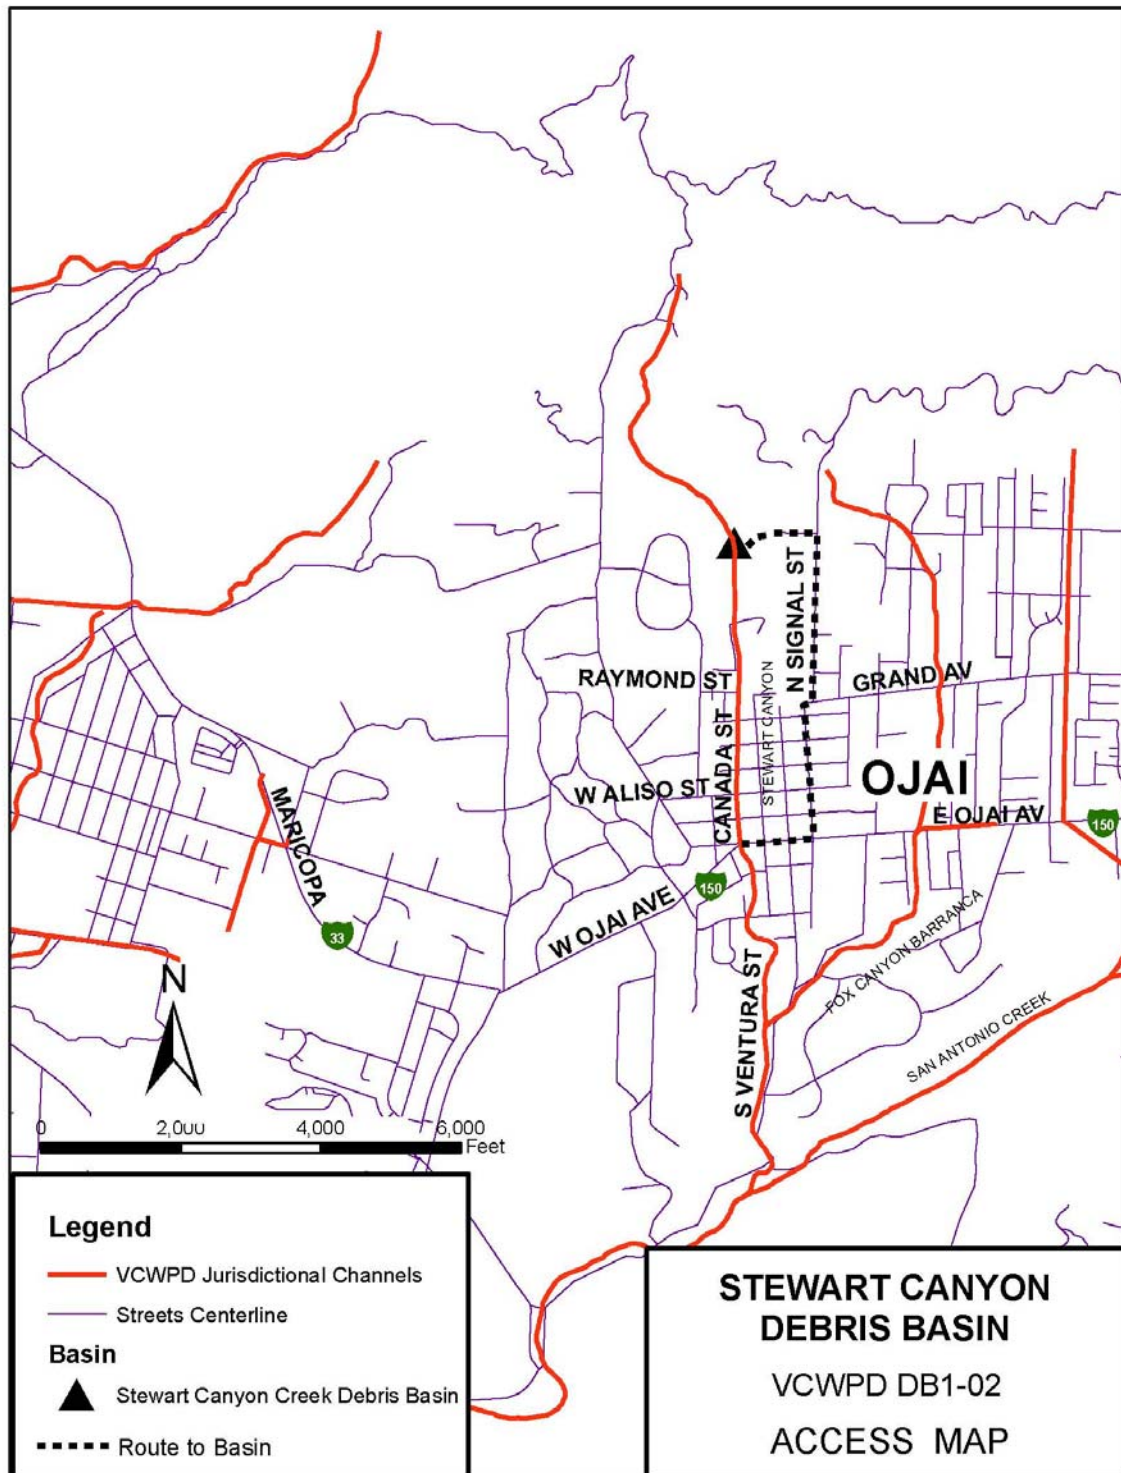 N SIGNAL ST
RAYMOND ST
GRAND AV
STEWART CANYON
CANADA ST
W ALISO ST
OJAI
E OJAI AV
150
MARICOPA
150
33
W OJAI AVE
FOX CANYON BARRANCA
S VENTURA ST
SAN ANTONIO CREEK
N
0 2,000 4,000 6,000
Feet
Legend
VCWPD Jurisdictional Channels
Streets Centerline
Basin
Stewart Canyon Creek Debris Basin
Route to Basin
STEWART CANYON
DEBRIS BASIN
VCWPD DB1-02
ACCESS MAP